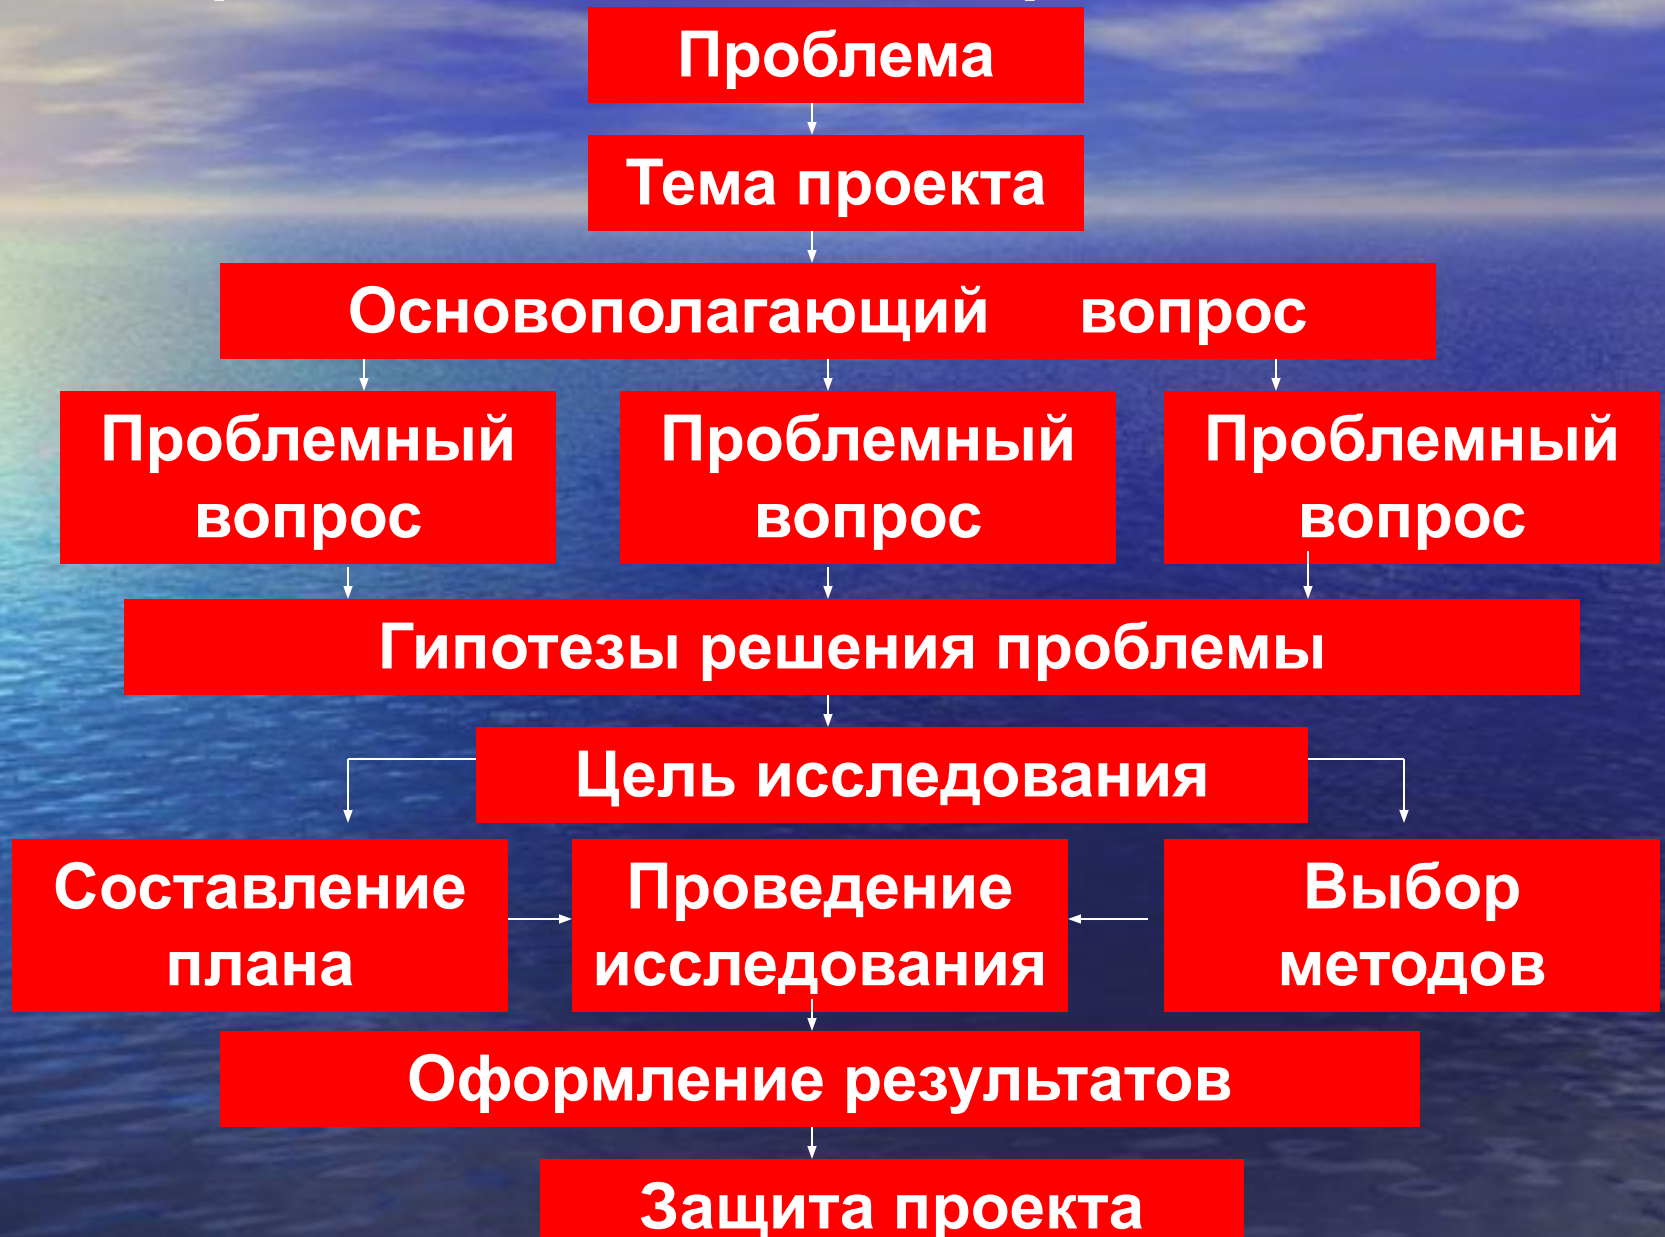 Проблема
Тема проекта
Основополагающий вопрос
Проблемный
вопрос
Проблемный
вопрос
Проблемный
вопрос
Гипотезы решения проблемы
Цель исследования
Составление
плана
Проведение
исследования
Выбор
методов
Оформление результатов
Защита проекта